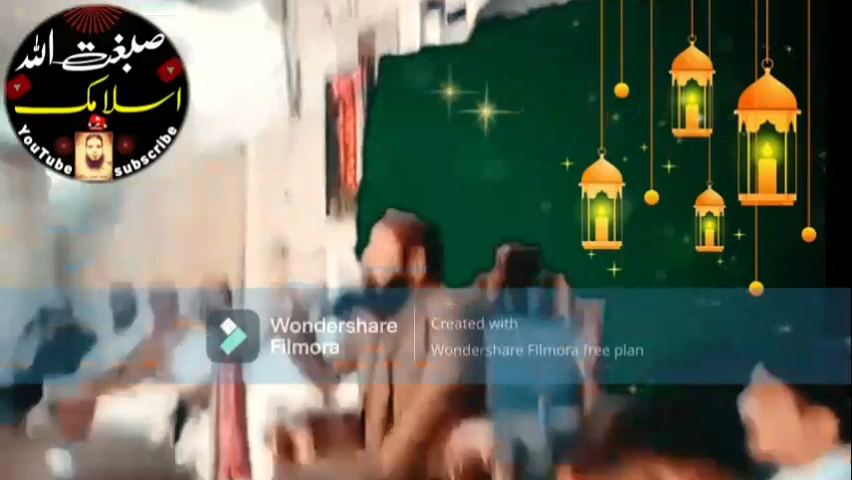 صبغت اللہ
اسلامک
YouTube subscribe
Wondershare
Filmora
Created with
Wondershare Filmora free plan